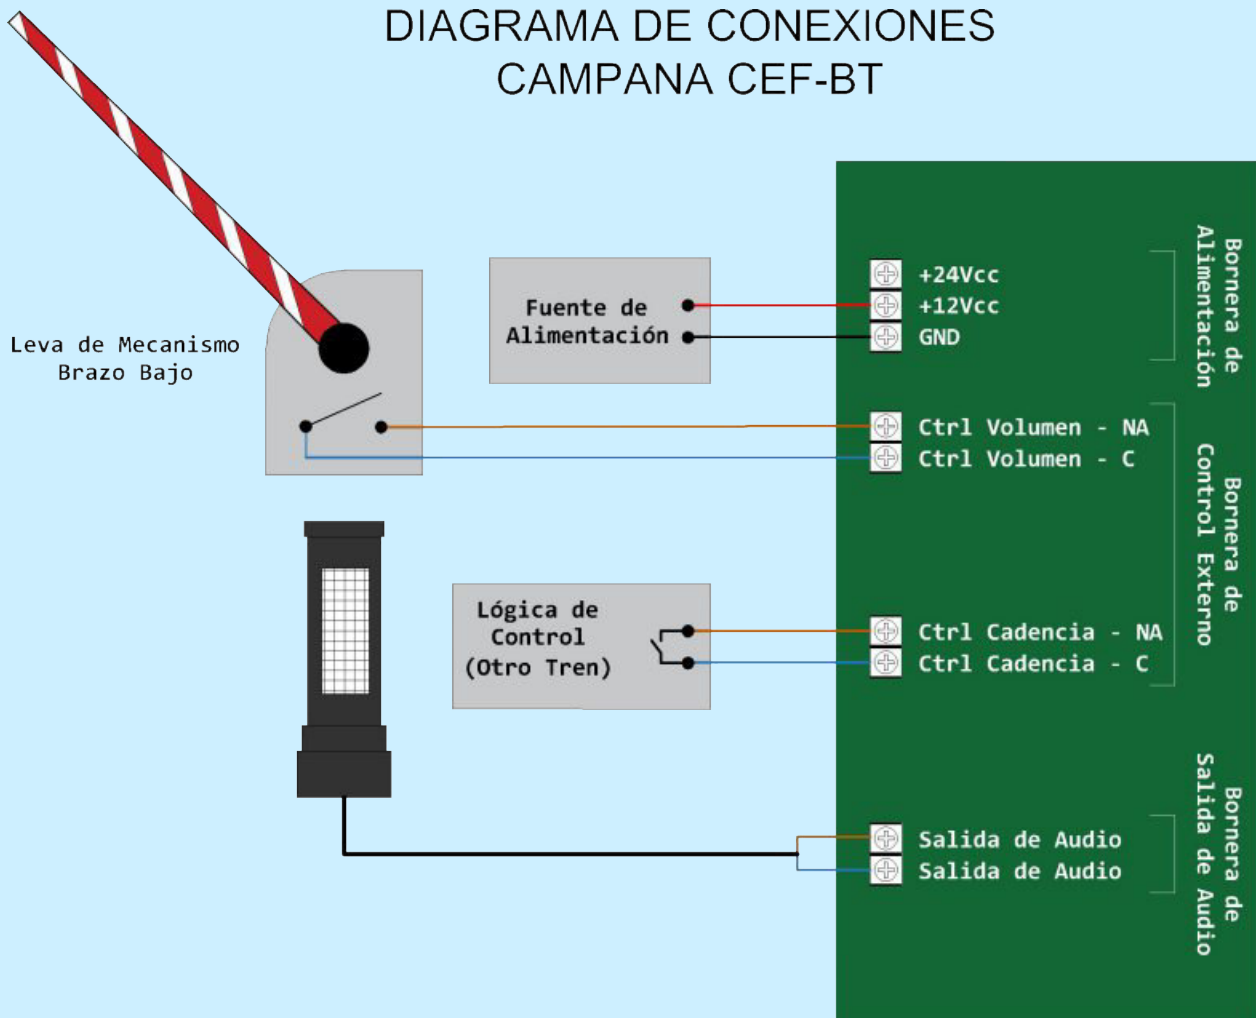 DIAGRAMA DE CONEXIONES
CAMPANA CEF-BT
Leva de Mecanismo
Brazo Bajo
Fuente de
Alimentación
+24Vcc
+12Vcc
GND
Bornera de
Alimentación
Ctrl Volumen - NA
Ctrl Volumen - C
Lógica de
Control
(Otro Tren)
Ctrl Cadencia - NA
Ctrl Cadencia - C
Bornera de
Control Externo
Salida de Audio
Salida de Audio
Bornera de
Salida de Audio